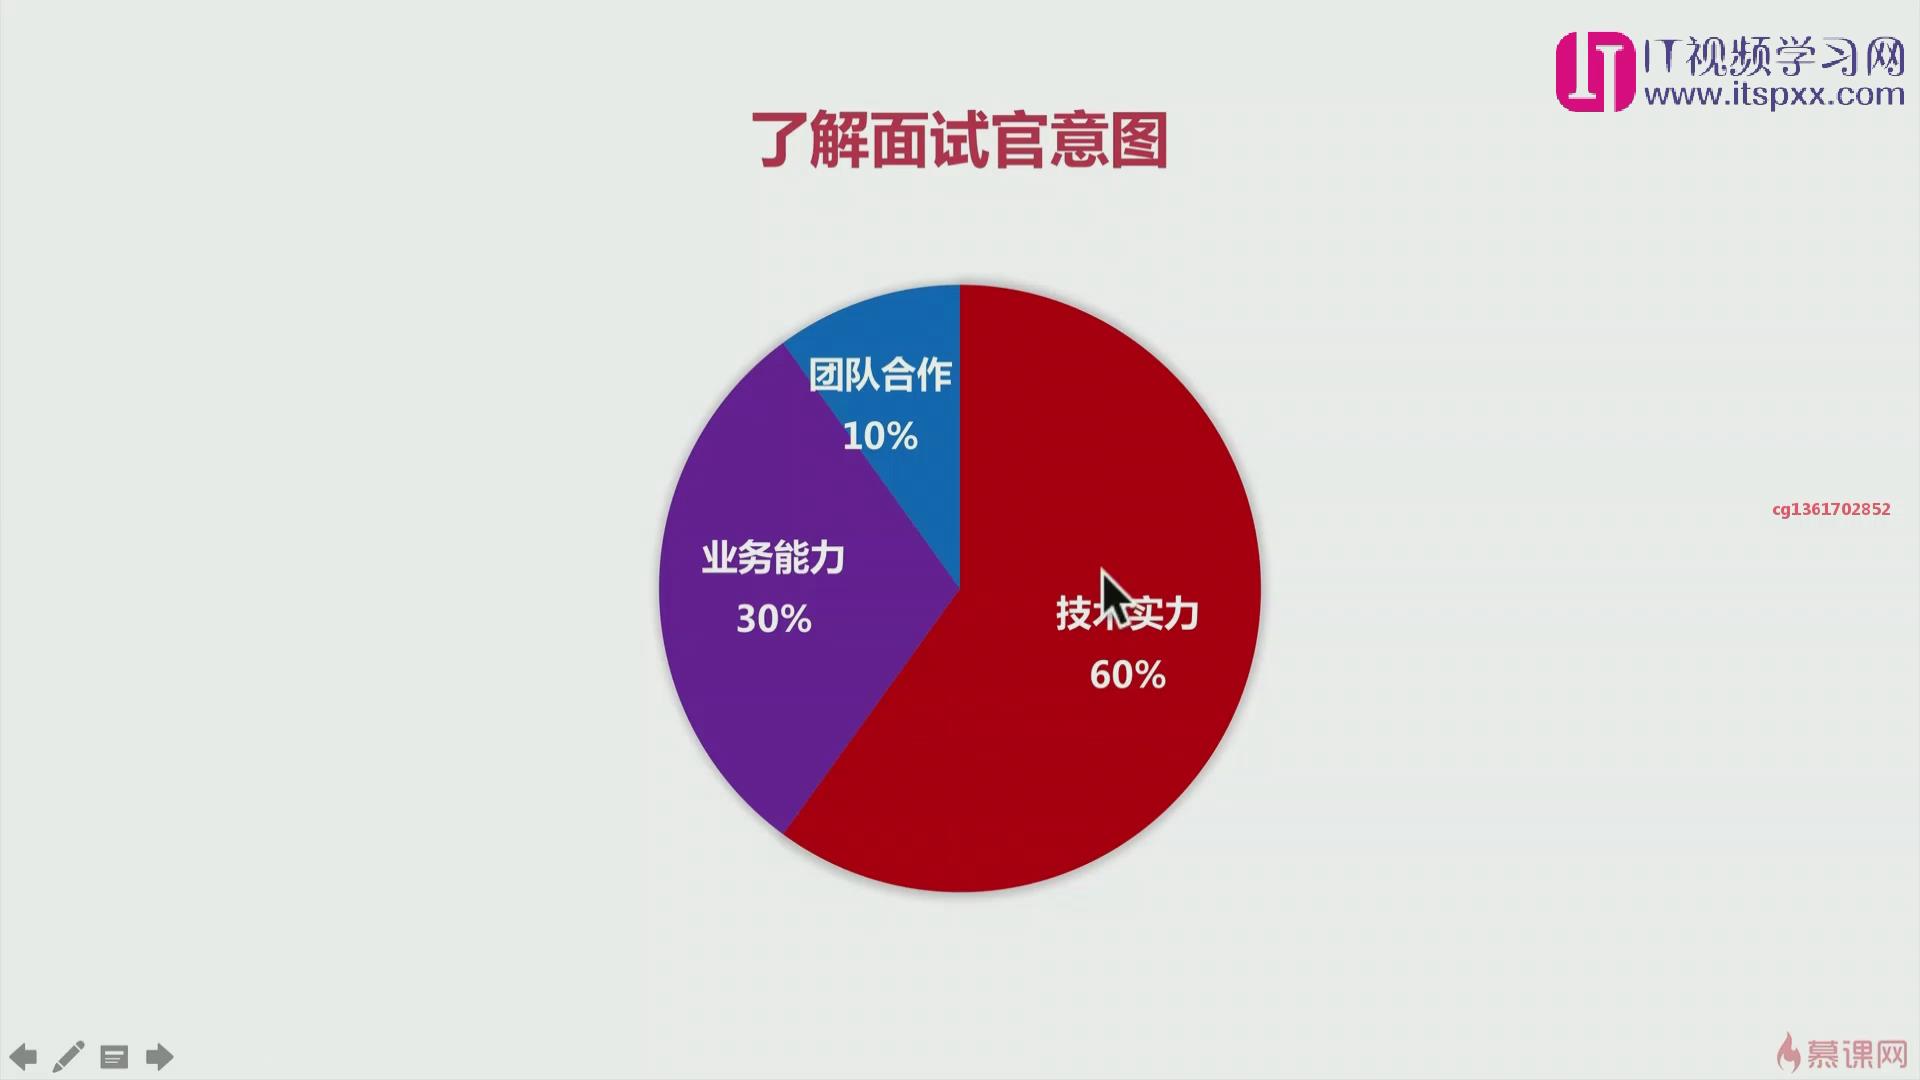 IT视频学习网
www.itspxx.com
了解面试官意图
团队合作
10%
业务能力
30%
技术实力
60%
cg1361702852
慕课网